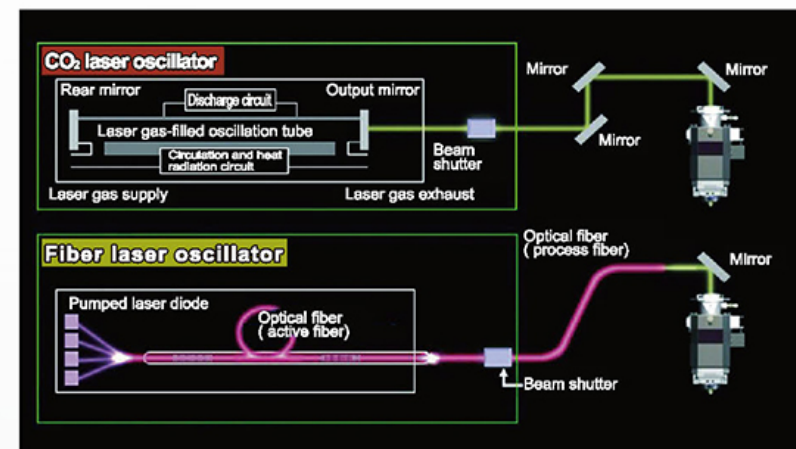 CO₂ laser oscillator
Rear mirror
Output mirror
Discharge circuit
Laser gas-filled oscillation tube
Circulation and heat
radiation circuit
Laser gas supply
Laser gas exhaust
Beam
shutter
Mirror
Mirror
Mirror
Fiber laser oscillator
Pumped laser diode
Optical fiber
( active fiber)
Optical fiber
( process fiber)
Mirror
Beam shutter